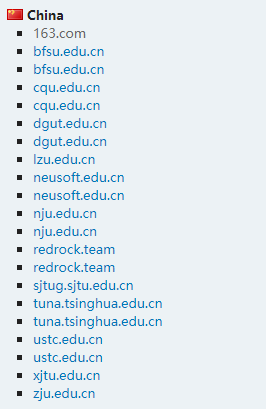 China
163.com
bfsu.edu.cn
bfsu.edu.cn
cqu.edu.cn
cqu.edu.cn
dgut.edu.cn
dgut.edu.cn
lzu.edu.cn
neusoft.edu.cn
neusoft.edu.cn
nju.edu.cn
nju.edu.cn
redrock.team
redrock.team
sjtug.sjtu.edu.cn
tuna.tsinghua.edu.cn
tuna.tsinghua.edu.cn
ustc.edu.cn
ustc.edu.cn
xjtu.edu.cn
zju.edu.cn